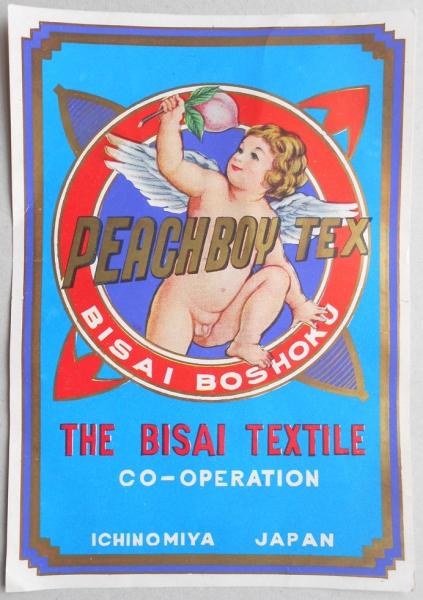 PEACHBOY TEX
BISAI BOSHOKU
THE BISAI TEXTILE
CO-OPERATION
ICHINOMIYA JAPAN